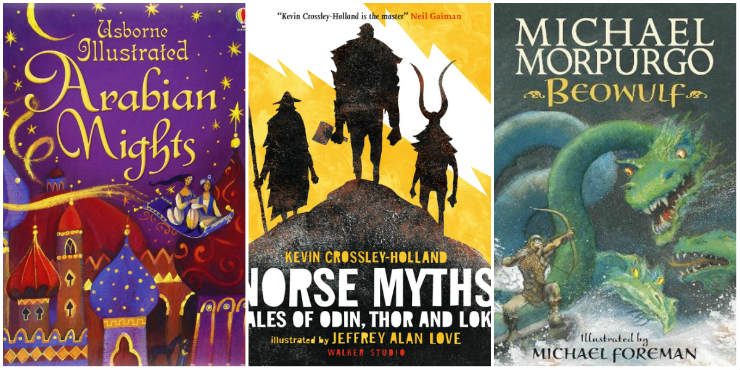 Usborne
Illustrated
Arabian
Nights
"Kevin Crossley-Holland is the master" Neil Gaiman
KEVIN CROSSLEY-HOLLAND
NORSE MYTHS
ALES OF ODIN, THOR AND LOK
illustrated by JEFFREY ALAN LOVE
WALKER STUDIO
MICHAEL
MORPURGO
BEOWULF
Illustrated by
MICHAEL FOREMAN